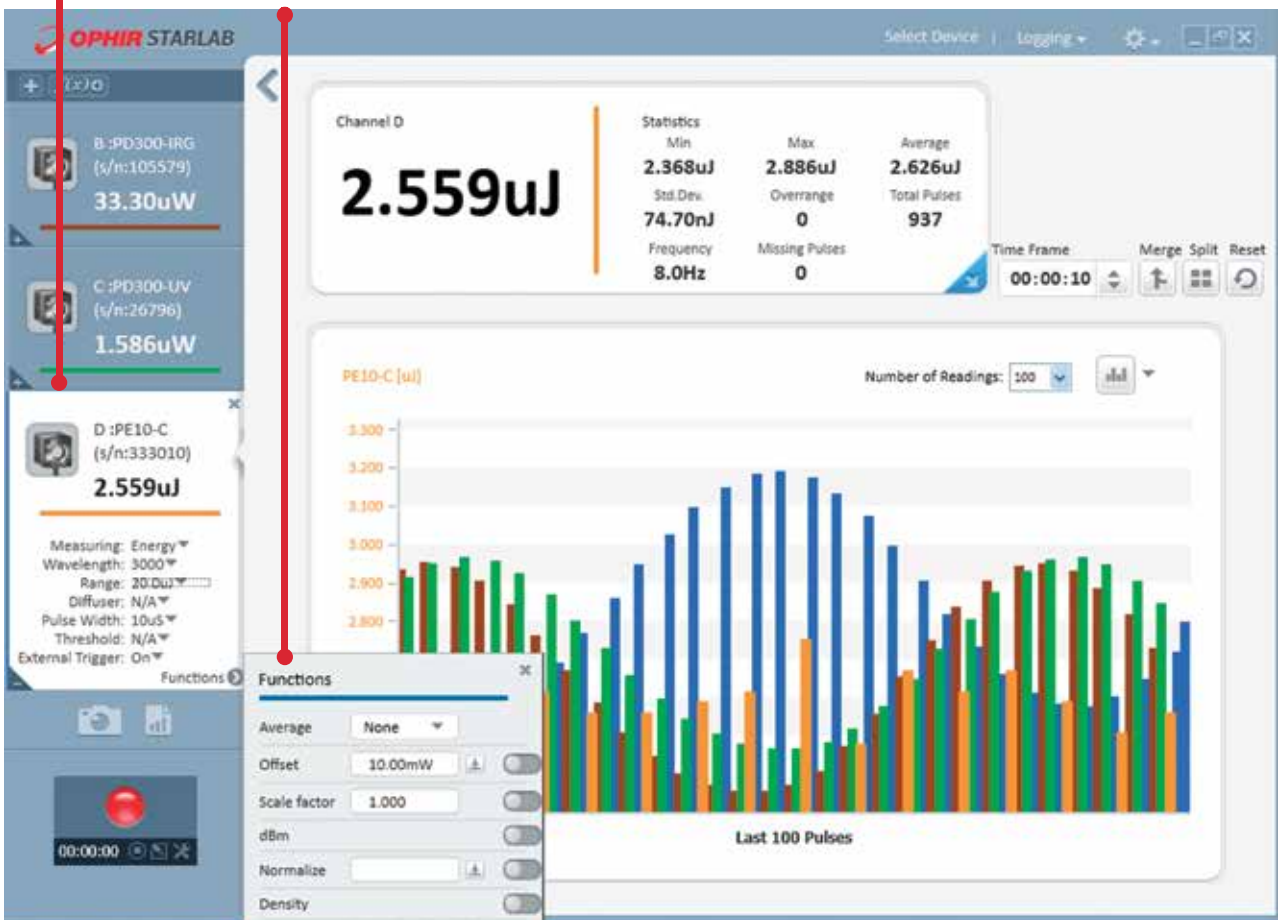 OPHIR STARLAB
Select Device | Logging
B :PD300-IRG
(s/n:105579)
33.30uW
C :PD300-UV
(s/n:26796)
1.586uW
D :PE10-C
(s/n:333010)
2.559uJ
Measuring: Energy
Wavelength: 3000
Range: 20.0uJ
Diffuser: N/A
Pulse Width: 10uS
Threshold: N/A
External Trigger: On
Functions
00:00:00
Channel D
2.559uJ
Statistics
Min Max Average
2.368uJ 2.886uJ 2.626uJ
Std.Dev. Overrange Total Pulses
74.70nJ 0 937
Frequency Missing Pulses
8.0Hz 0
Time Frame Merge Split Reset
00:00:10
PE10-C [uJ]
Number of Readings: 100
3.300
3.200
3.100
3.000
2.900
2.800
Last 100 Pulses
Functions
Average None
Offset 10.00mW
Scale factor 1.000
dBm
Normalize
Density